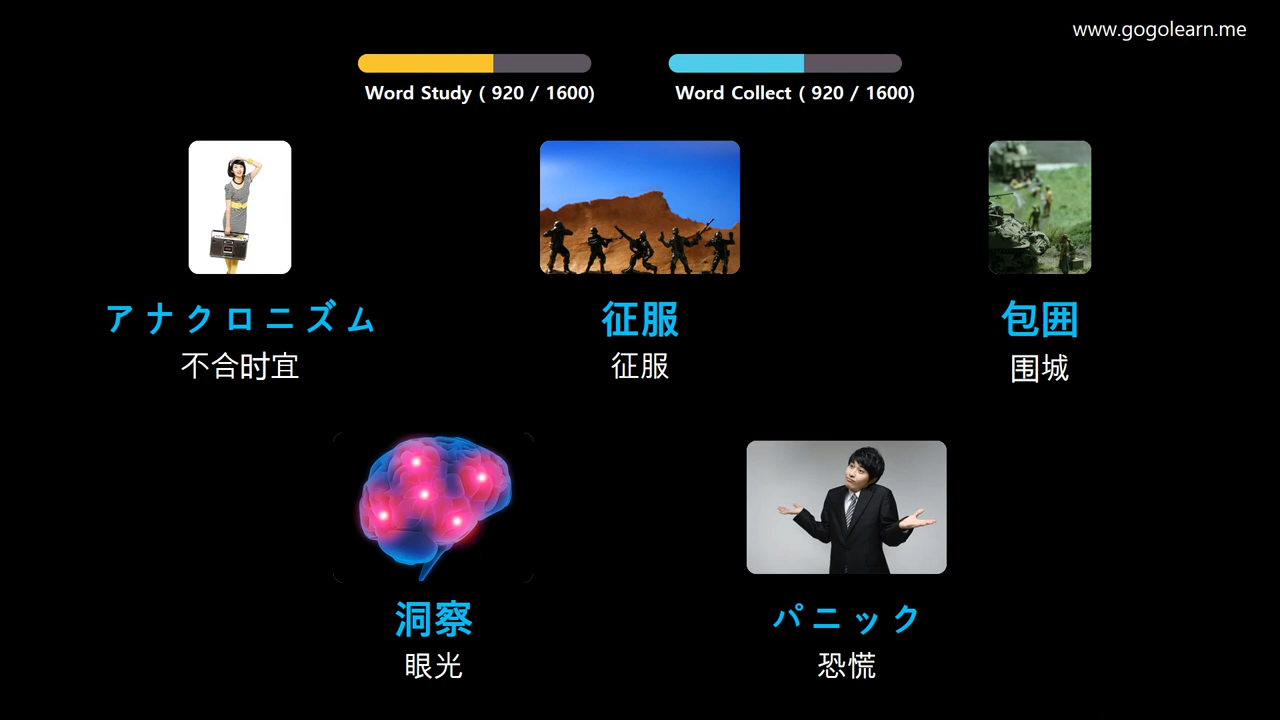 www.gogolearn.me
Word Study ( 920 / 1600)
Word Collect ( 920 / 1600)
アナクロニズム
不合时宜
征服
征服
包囲
围城
洞察
眼光
パニック
恐慌